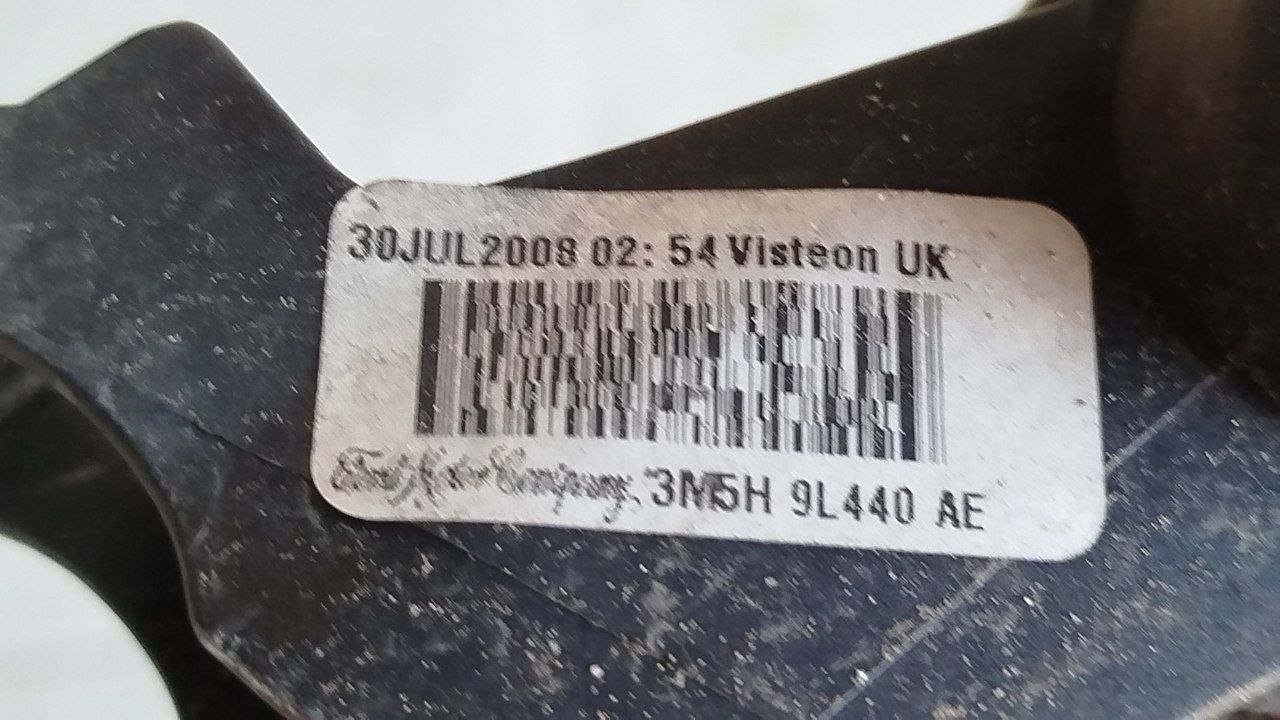 30JUL2008 02: 54 Visteon UK
Ford Motor Company, 3M5H 9L440 AE